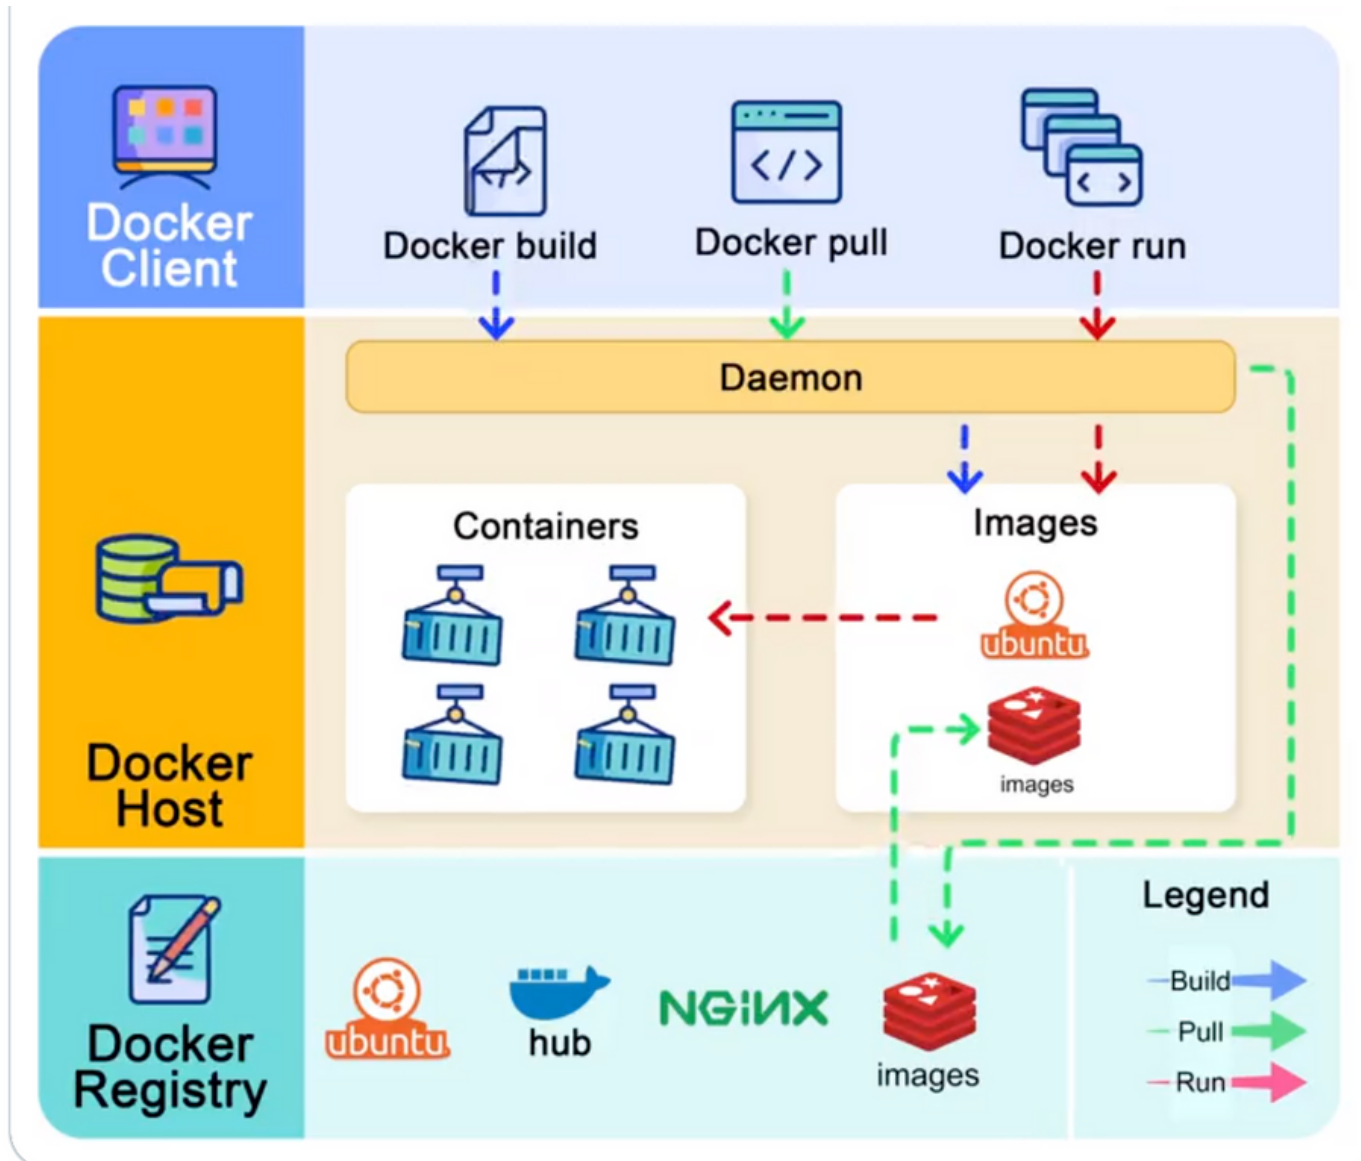 Docker
Client
Docker build
Docker pull
Docker run
Daemon
Docker
Host
Containers
Images
ubuntu
images
Docker
Registry
ubuntu
hub
NGINX
images
Legend
Build
Pull
Run